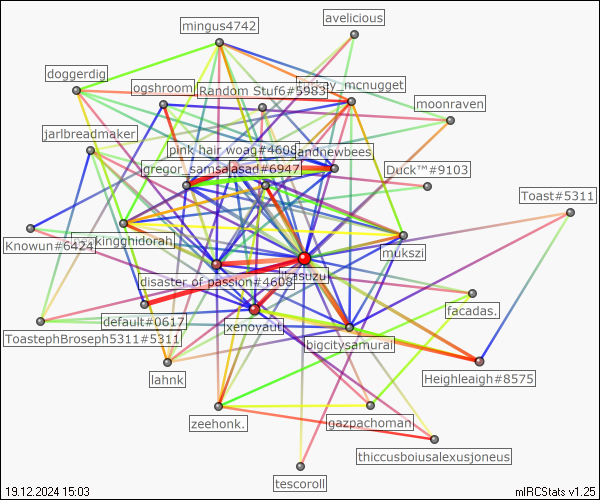 avelicious
mingus4742
doggerdig
ogshroom
Random Stuf6#5983
mcnugget
moonraven
jarlbreadmaker
pink hair woag#4608
andnewbees
gregor_samsa
asad#6947
Duck™#9103
Toast#5311
Knowun#6424
kingghidorah
mukszi
asuzu
disaster of passion#4608
facadas.
default#0617
xenoyaut
ToastephBroseph5311#5311
bigcitysamurai
lahnk
Heighleaigh#8575
zeehonk.
gazpachoman
thiccusboiusalexusjoneus
tescoroll
19.12.2024 15:03
mIRCStats v1.25